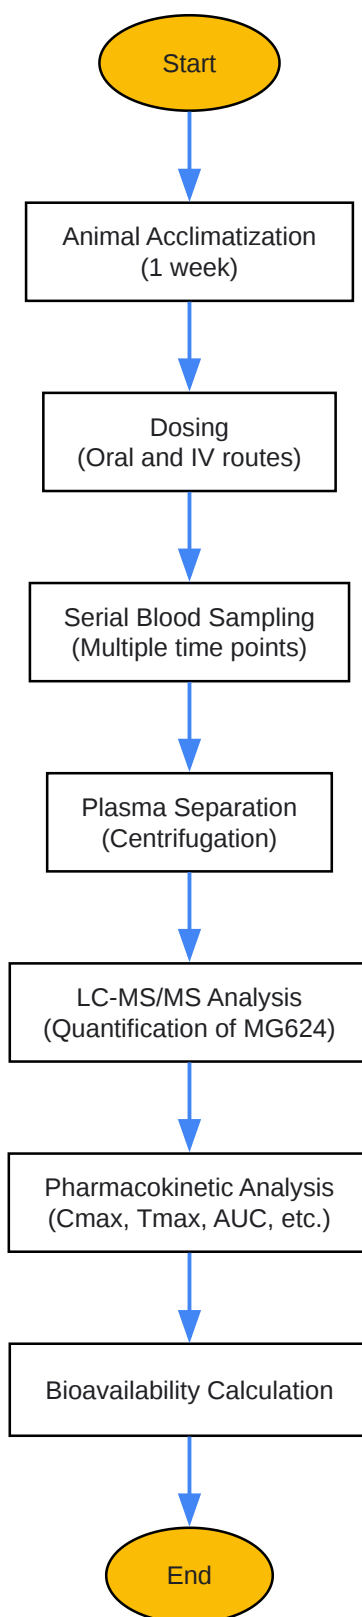 Start
Animal Acclimatization
(1 week)
Dosing
(Oral and IV routes)
Serial Blood Sampling
(Multiple time points)
Plasma Separation
(Centrifugation)
LC-MS/MS Analysis
(Quantification of MG624)
Pharmacokinetic Analysis
(Cmax, Tmax, AUC, etc.)
Bioavailability Calculation
End